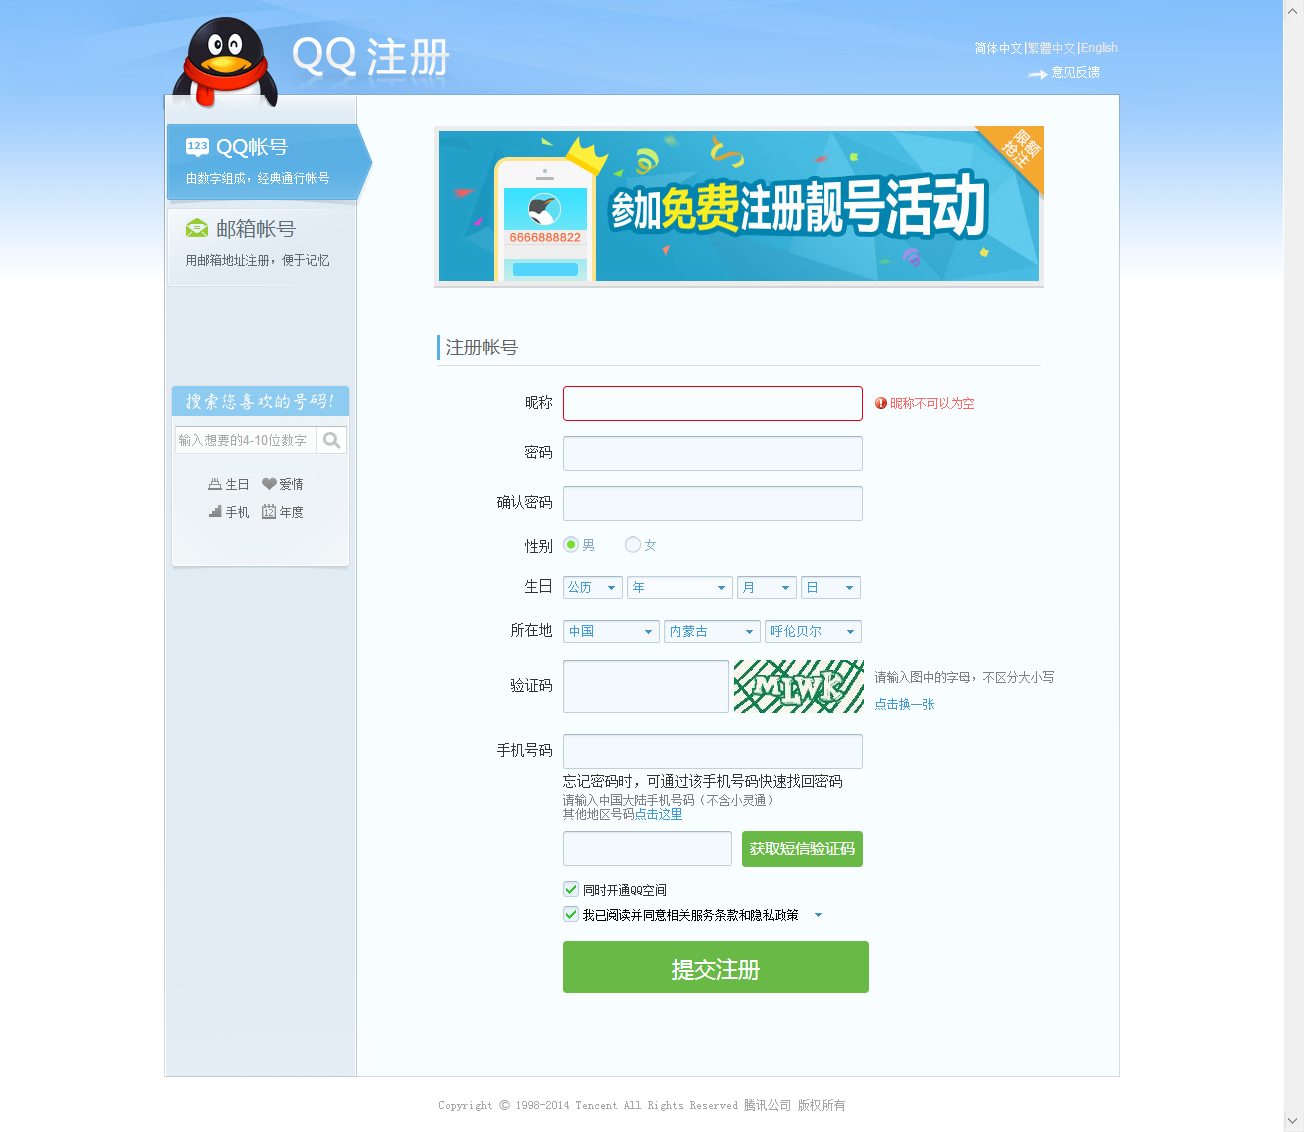 QQ 注册
简体中文|繁體中文|English
意见反馈
123 QQ帐号
由数字组成，经典通行帐号
邮箱帐号
用邮箱地址注册，便于记忆
搜索您喜欢的号码!
输入想要的4-10位数字
生日 爱情
手机 12 年度
限额
抢注
参加免费注册靓号活动
6666888822
注册帐号
昵称 昵称不可以为空
密码
确认密码
性别 男 女
生日 公历 年 月 日
所在地 中国 内蒙古 呼伦贝尔
验证码 MLWK 请输入图中的字母，不区分大小写
点击换一张
手机号码
忘记密码时，可通过该手机号码快速找回密码
请输入中国大陆手机号码（不含小灵通）
其他地区号码点击这里
获取短信验证码
同时开通QQ空间
我已阅读并同意相关服务条款和隐私政策
提交注册
Copyright © 1998-2014 Tencent All Rights Reserved 腾讯公司 版权所有